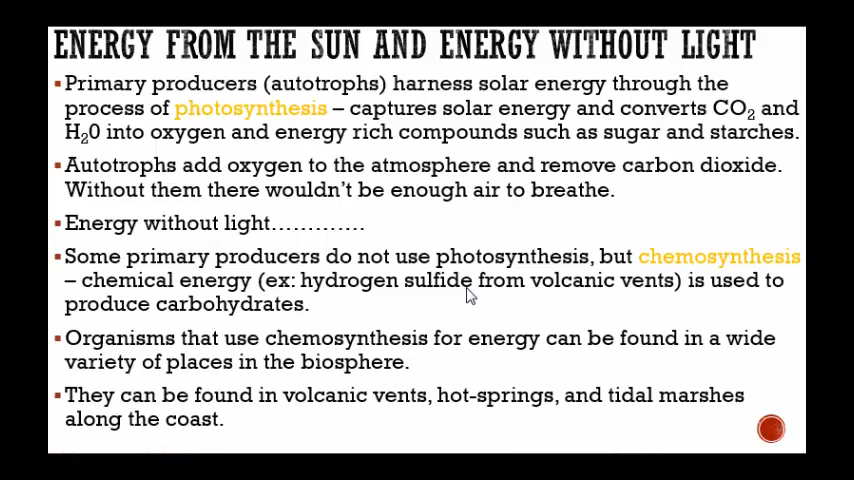 ENERGY FROM THE SUN AND ENERGY WITHOUT LIGHT
▪Primary producers (autotrophs) harness solar energy through the
process of photosynthesis – captures solar energy and converts CO₂ and
H₂0 into oxygen and energy rich compounds such as sugar and starches.
▪Autotrophs add oxygen to the atmosphere and remove carbon dioxide.
Without them there wouldn't be enough air to breathe.
▪Energy without light………….
▪Some primary producers do not use photosynthesis, but chemosynthesis
– chemical energy (ex: hydrogen sulfide from volcanic vents) is used to
produce carbohydrates.
▪Organisms that use chemosynthesis for energy can be found in a wide
variety of places in the biosphere.
▪They can be found in volcanic vents, hot-springs, and tidal marshes
along the coast.